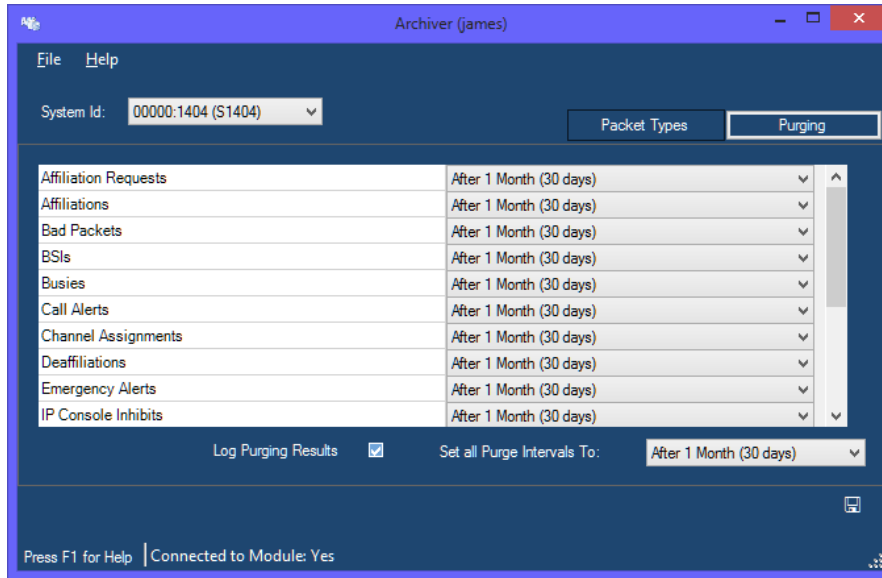 Archiver (james)
File Help
System Id: 00000:1404 (S1404)
Packet Types Purging
Affiliation Requests After 1 Month (30 days)
Affiliations After 1 Month (30 days)
Bad Packets After 1 Month (30 days)
BSIs After 1 Month (30 days)
Busies After 1 Month (30 days)
Call Alerts After 1 Month (30 days)
Channel Assignments After 1 Month (30 days)
Deaffiliations After 1 Month (30 days)
Emergency Alerts After 1 Month (30 days)
IP Console Inhibits After 1 Month (30 days)
Log Purging Results Set all Purge Intervals To: After 1 Month (30 days)
Press F1 for Help Connected to Module: Yes